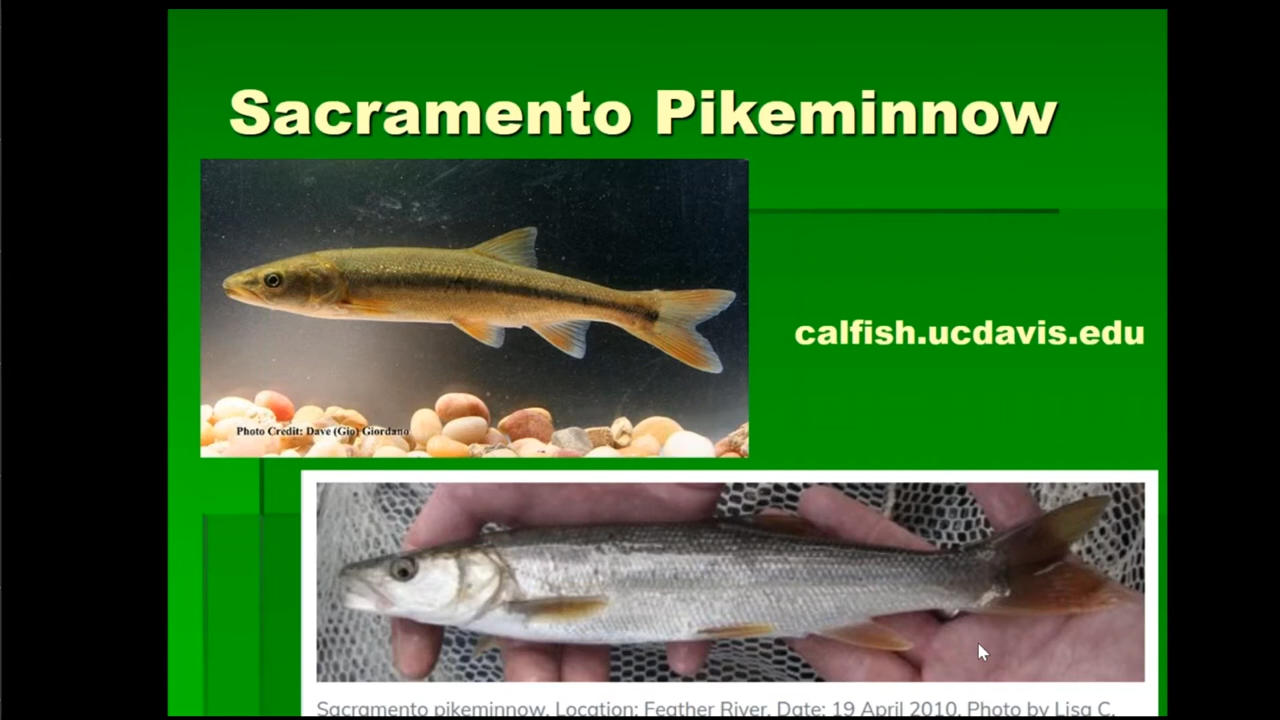 Sacramento Pikeminnow
calfish.ucdavis.edu
Photo Credit: Dave (Gio) Giordano
Sacramento pikeminnow. Location: Feather River. Date: 19 April 2010. Photo by Lisa C.